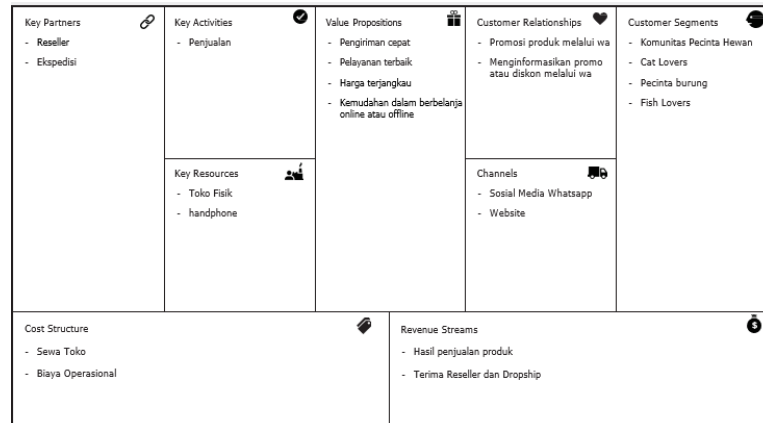 Key Partners
- Reseller
- Ekspedisi
Key Activities
- Penjualan
Key Resources
- Toko Fisik
- handphone
Value Propositions
- Pengiriman cepat
- Pelayanan terbaik
- Harga terjangkau
- Kemudahan dalam berbelanja
online atau offline
Customer Relationships
- Promosi produk melalui wa
- Menginformasikan promo
atau diskon melalui wa
Channels
- Sosial Media Whatsapp
- Website
Customer Segments
- Komunitas Pecinta Hewan
- Cat Lovers
- Pecinta burung
- Fish Lovers
Cost Structure
- Sewa Toko
- Biaya Operasional
Revenue Streams
- Hasil penjualan produk
- Terima Reseller dan Dropship